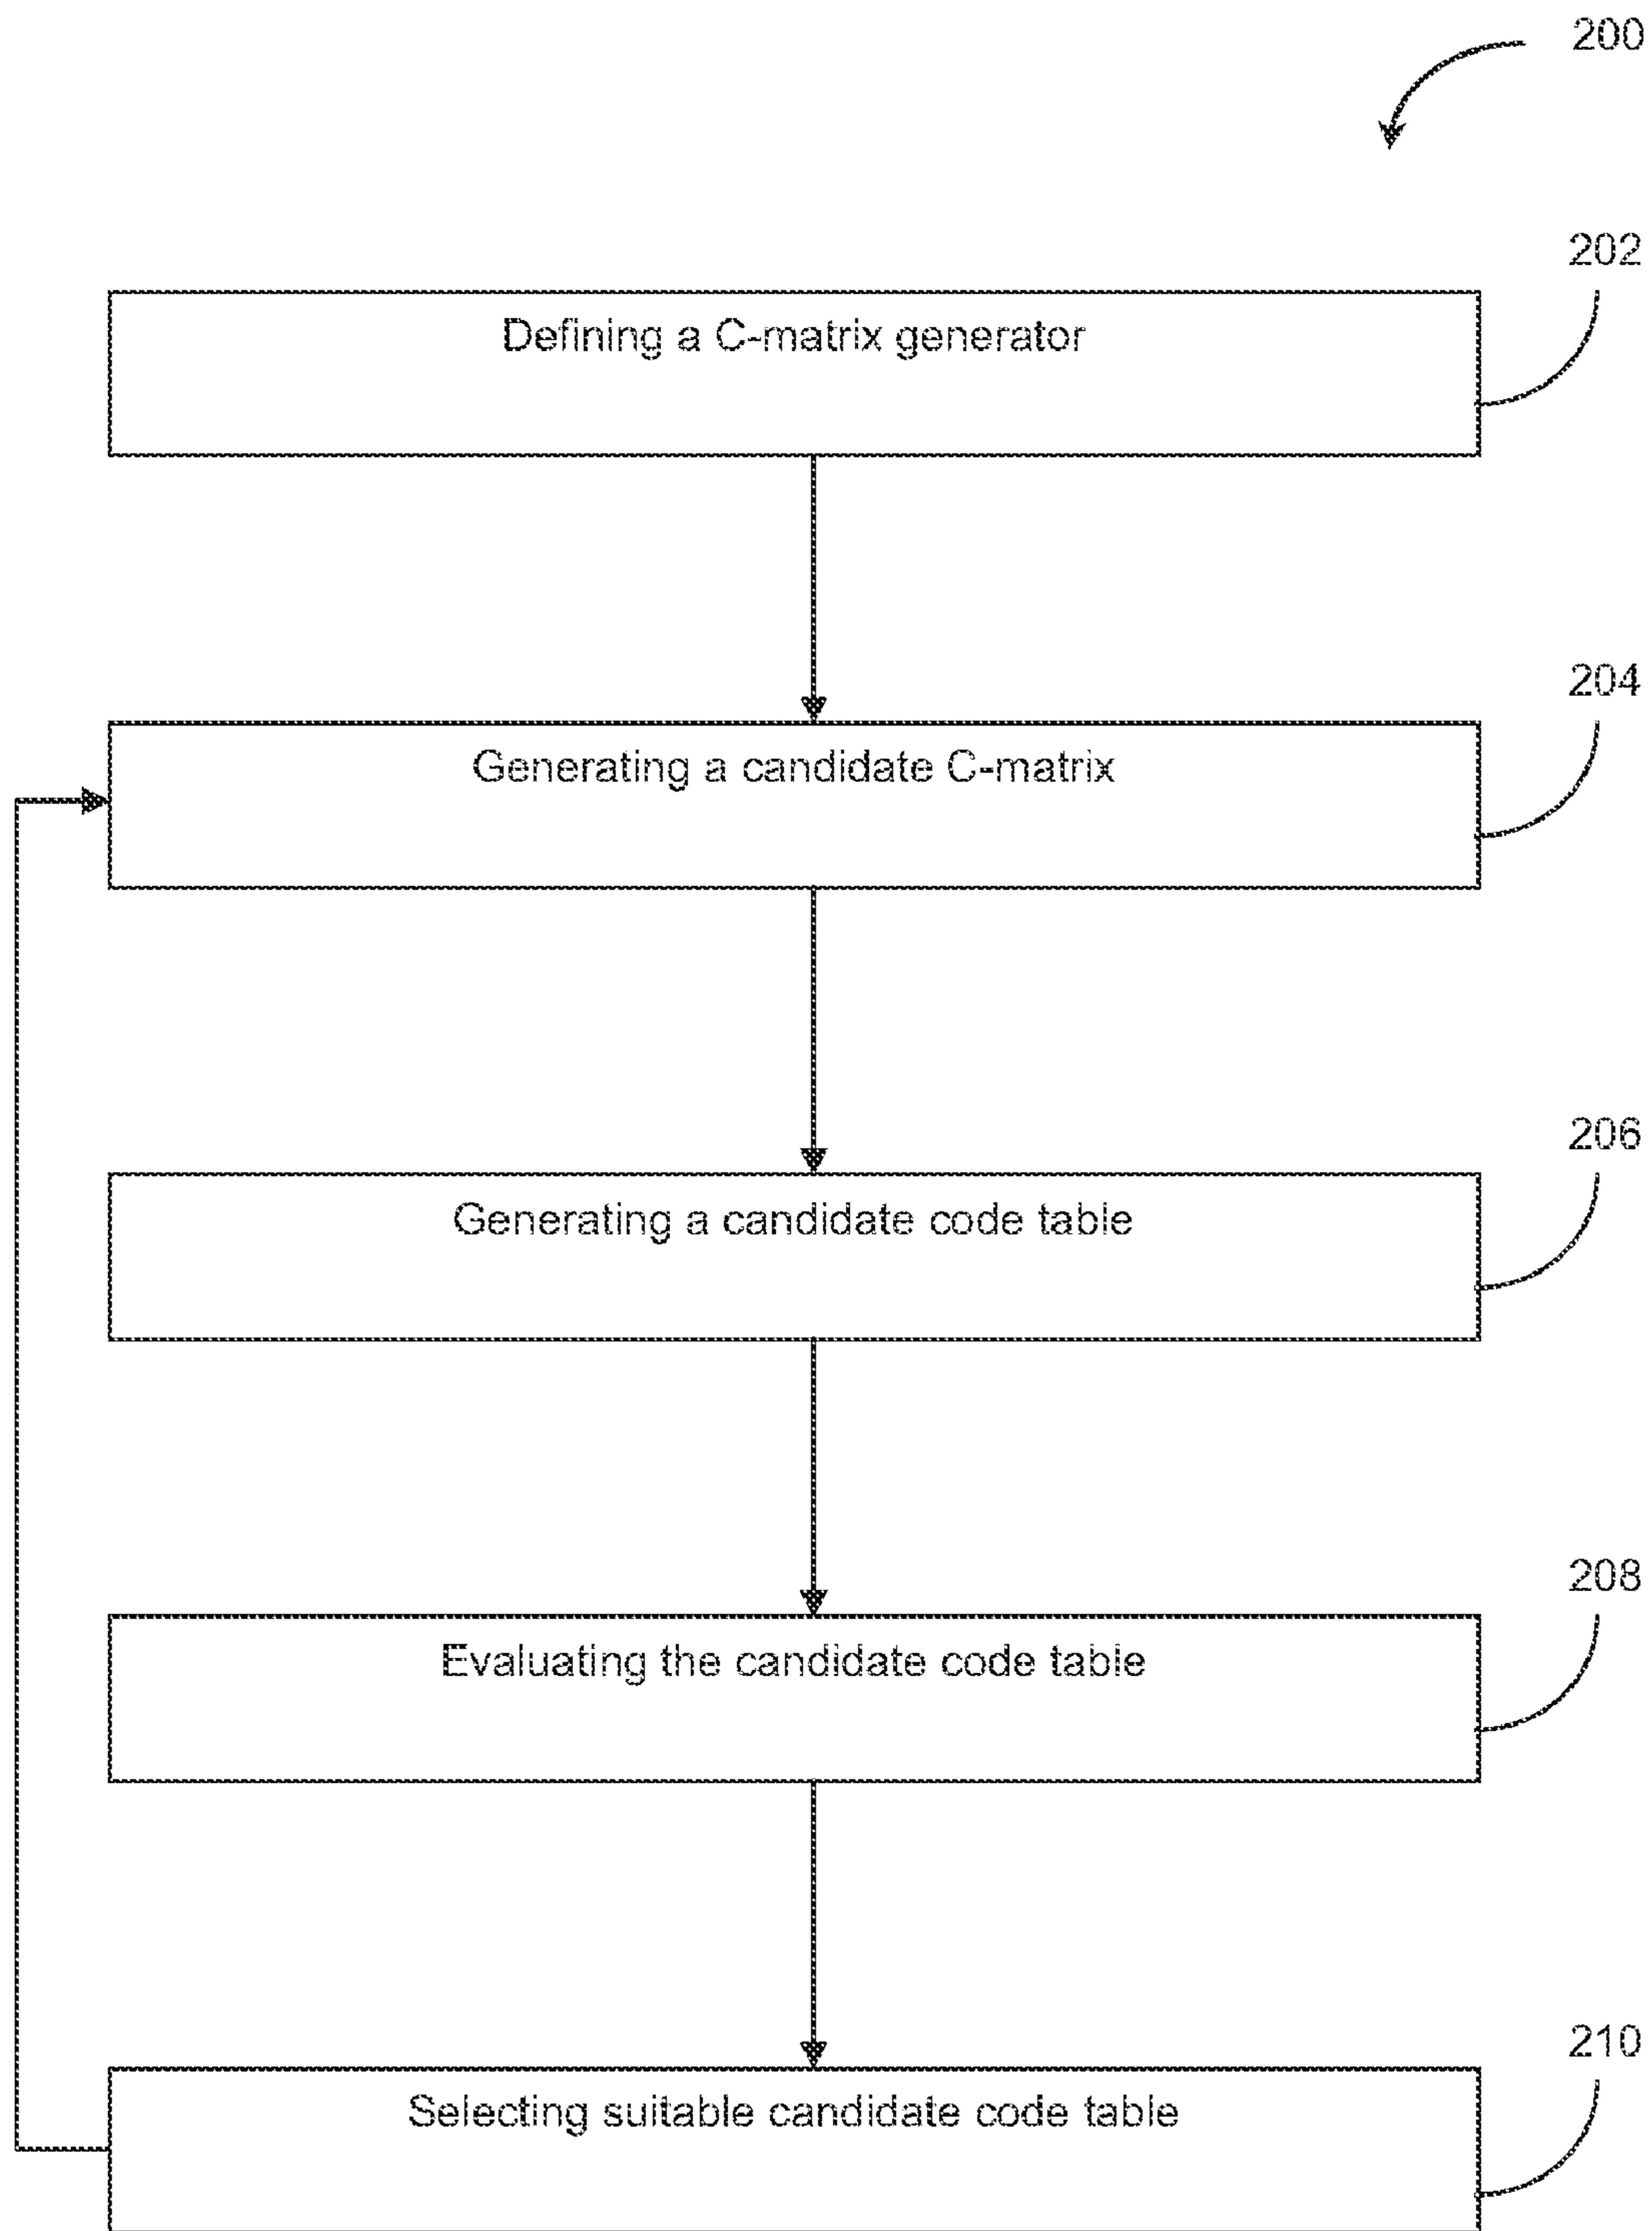 200
202
Defining a C-matrix generator
204
Generating a candidate C-matrix
206
Generating a candidate code table
208
Evaluating the candidate code table
210
Selecting suitable candidate code table